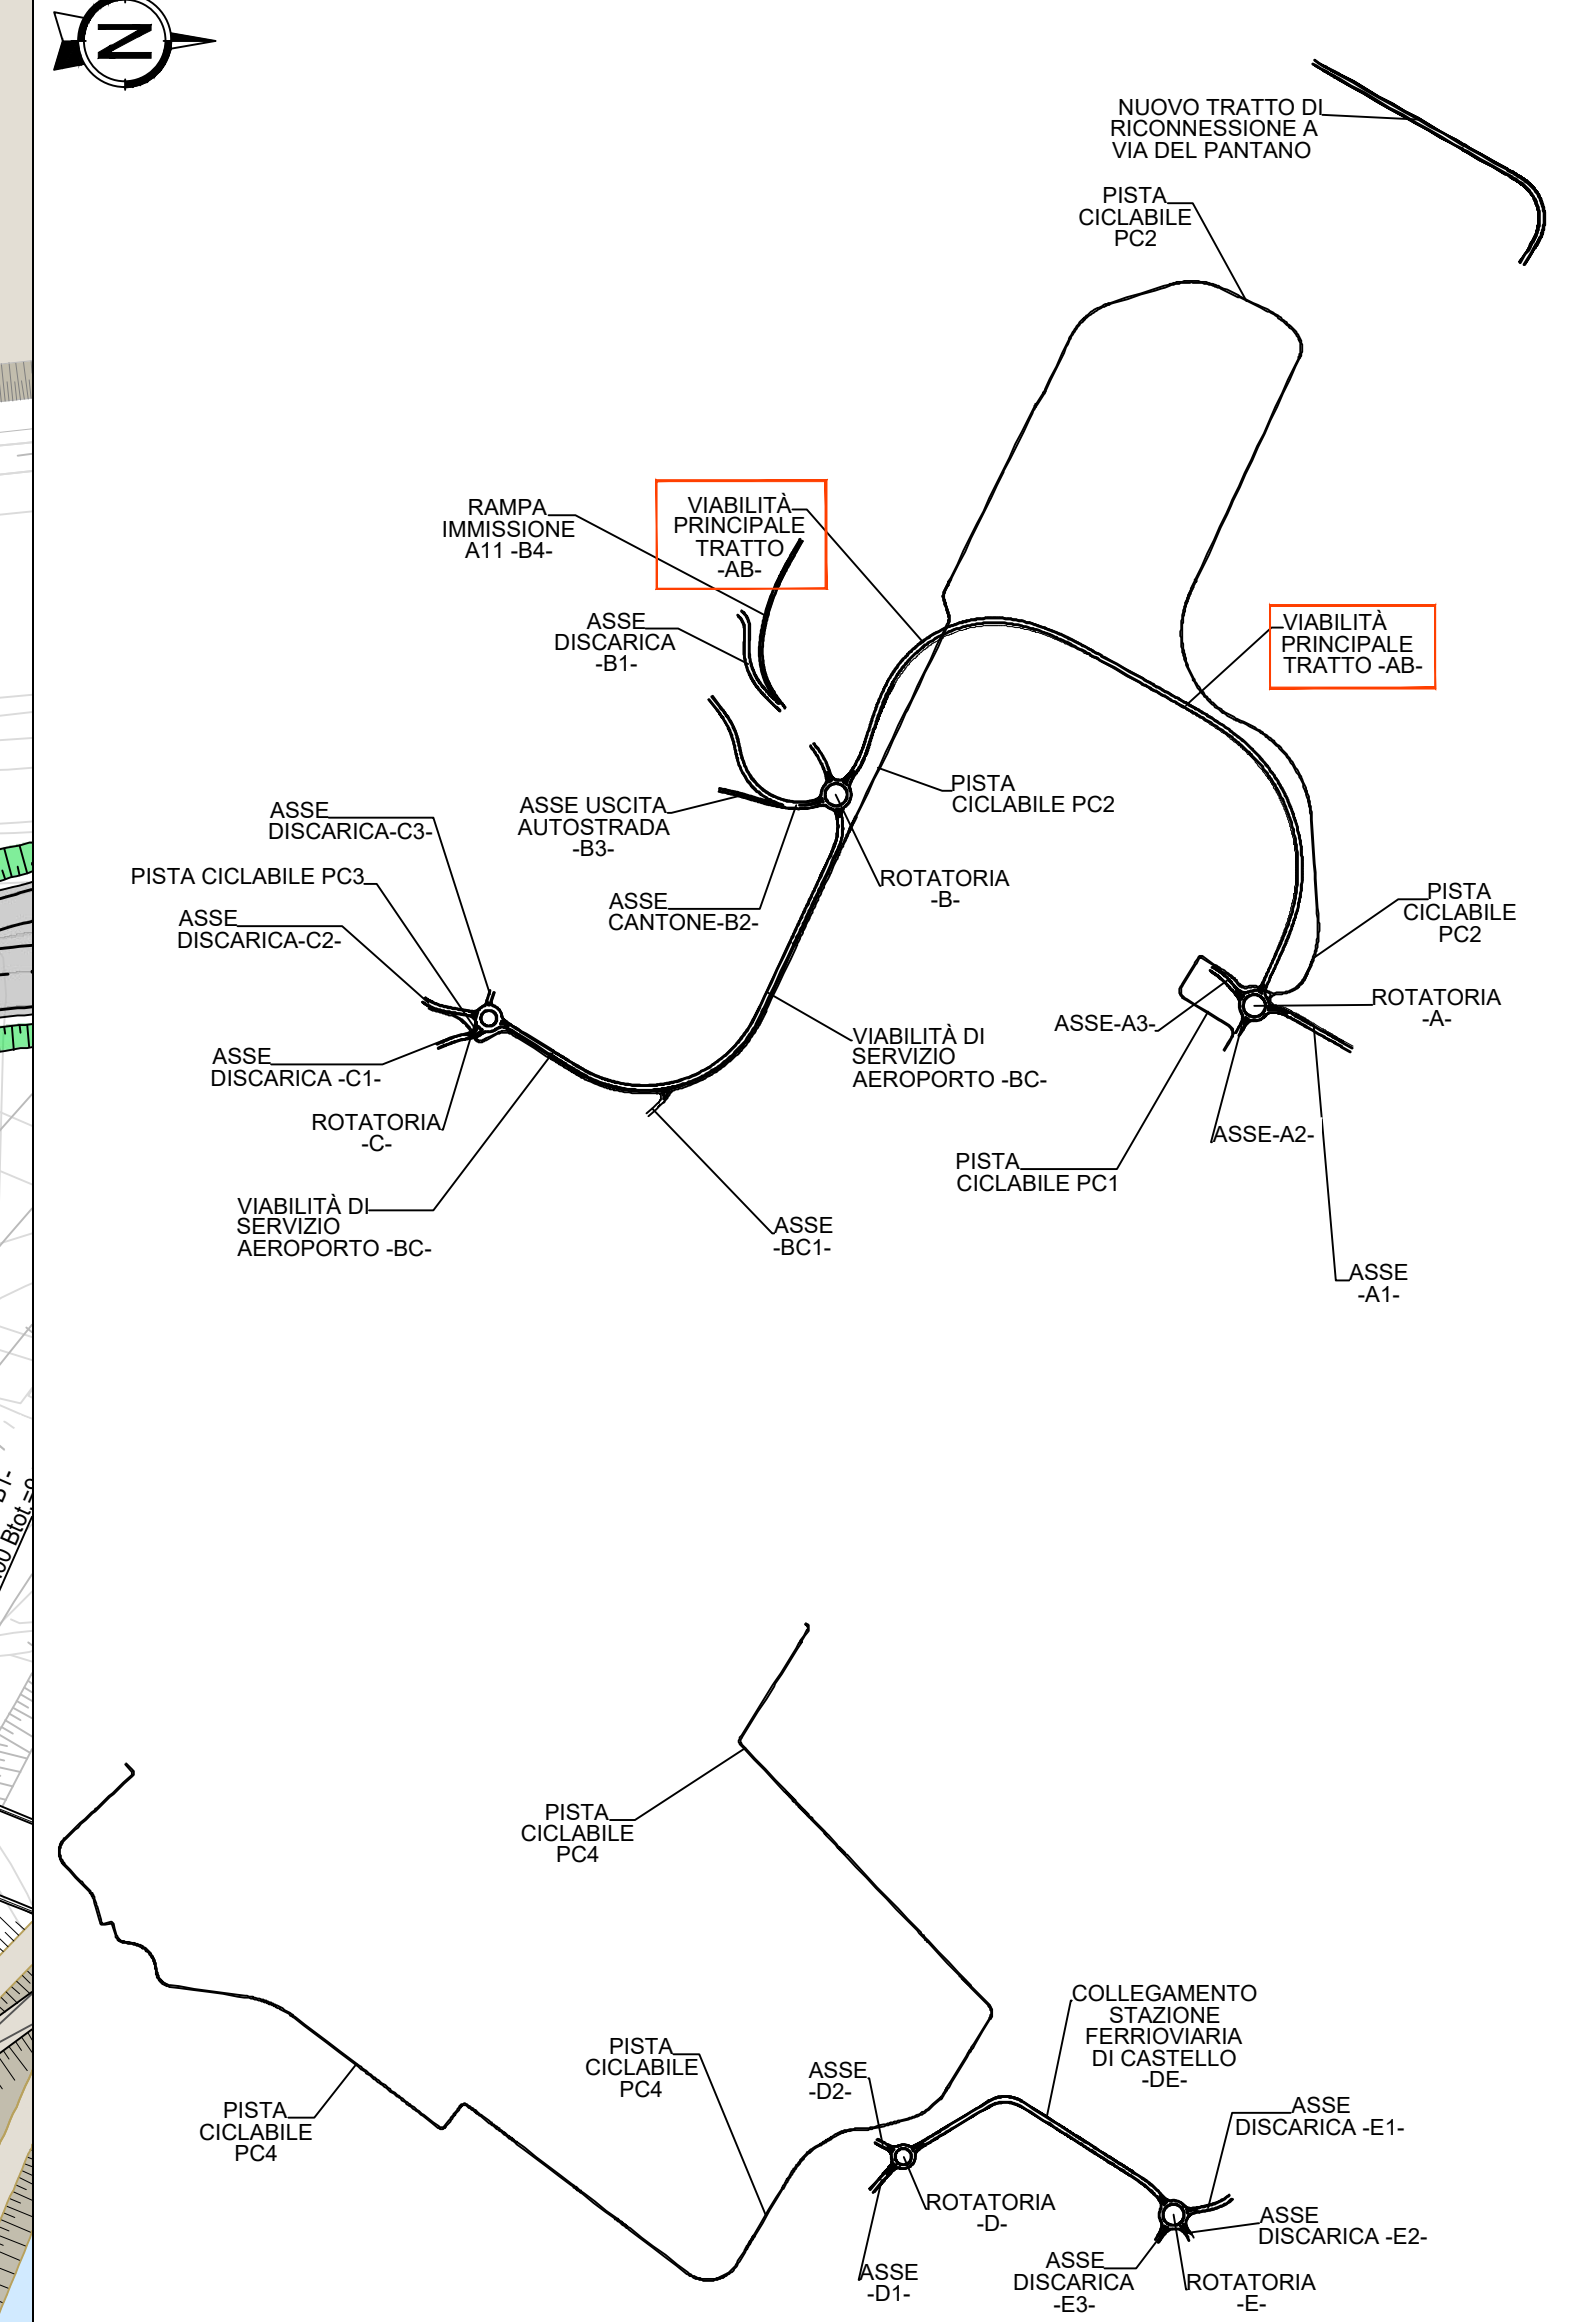 N
NUOVO TRATTO DI
RICONNESSIONE A
VIA DEL PANTANO
PISTA
CICLABILE
PC2
RAMPA
IMMISSIONE
A11 -B4-
VIABILITÀ
PRINCIPALE
TRATTO
-AB-
ASSE
DISCARICA
-B1-
VIABILITÀ
PRINCIPALE
TRATTO -AB-
PISTA
CICLABILE PC2
ASSE USCITA
AUTOSTRADA
-B3-
ASSE
DISCARICA-C3-
PISTA CICLABILE PC3
ASSE
DISCARICA-C2-
ASSE
CANTONE-B2-
ROTATORIA
-B-
PISTA
CICLABILE
PC2
ROTATORIA
-A-
ASSE-A3-
VIABILITÀ DI
SERVIZIO
AEROPORTO -BC-
ASSE
DISCARICA -C1-
ROTATORIA
-C-
ASSE-A2-
PISTA
CICLABILE PC1
VIABILITÀ DI
SERVIZIO
AEROPORTO -BC-
ASSE
-BC1-
ASSE
-A1-
PISTA
CICLABILE
PC4
COLLEGAMENTO
STAZIONE
FERRIOVIARIA
DI CASTELLO
-DE-
PISTA
CICLABILE
PC4
ASSE
-D2-
PISTA
CICLABILE
PC4
ASSE
DISCARICA -E1-
ROTATORIA
-D-
ASSE
DISCARICA -E2-
ASSE
-D1-
ASSE
DISCARICA
-E3-
ROTATORIA
-E-